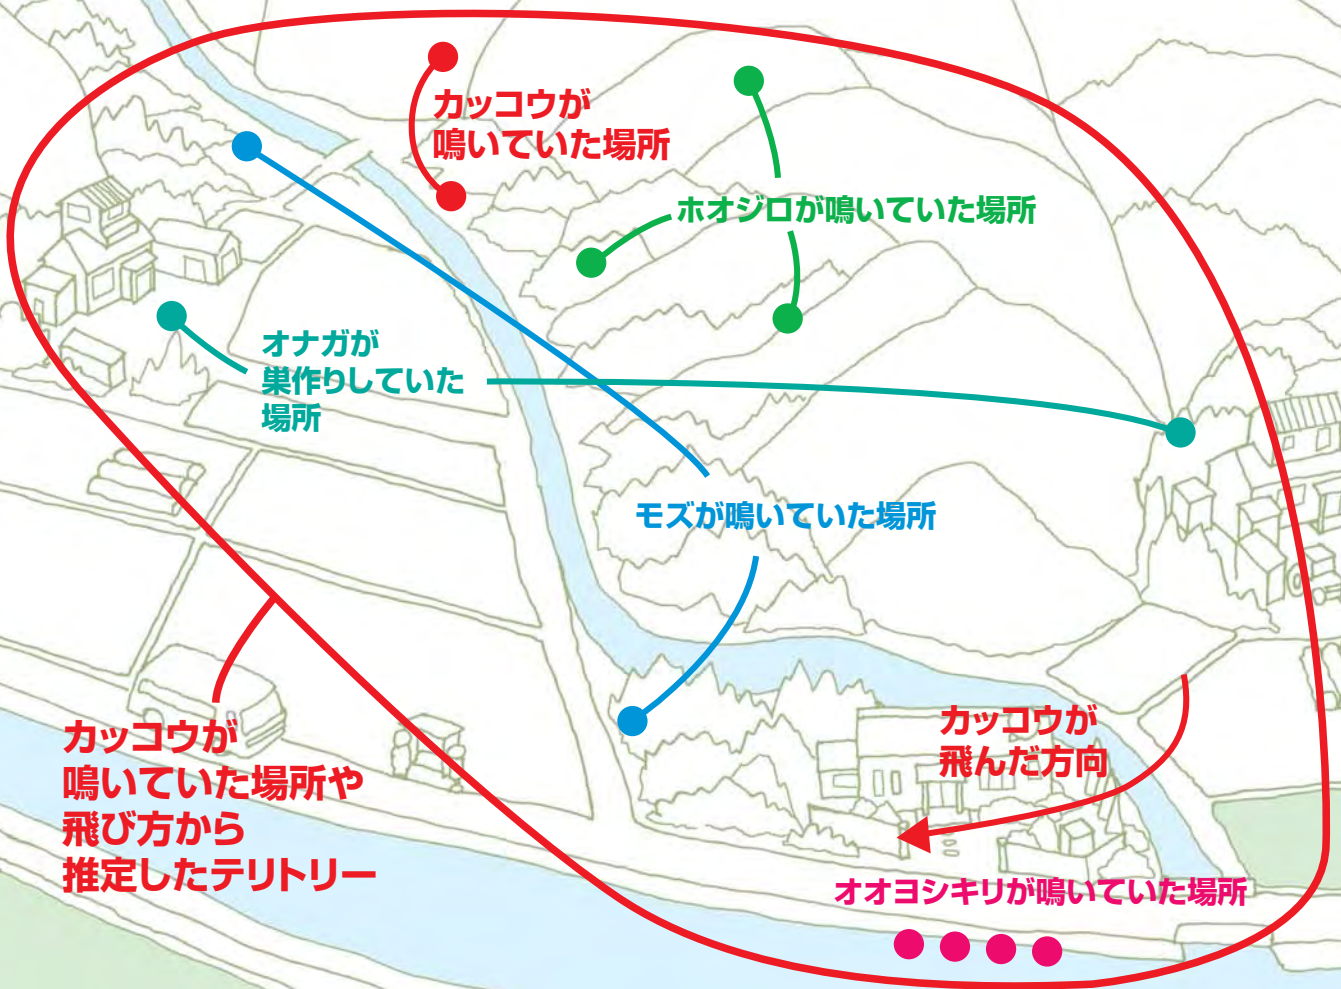 カッコウが
鳴いていた場所
ホオジロが鳴いていた場所
オナガが
巣作りしていた
場所
モズが鳴いていた場所
カッコウが
飛んだ方向
カッコウが
鳴いていた場所や
飛び方から
推定したテリトリー
オオヨシキリが鳴いていた場所